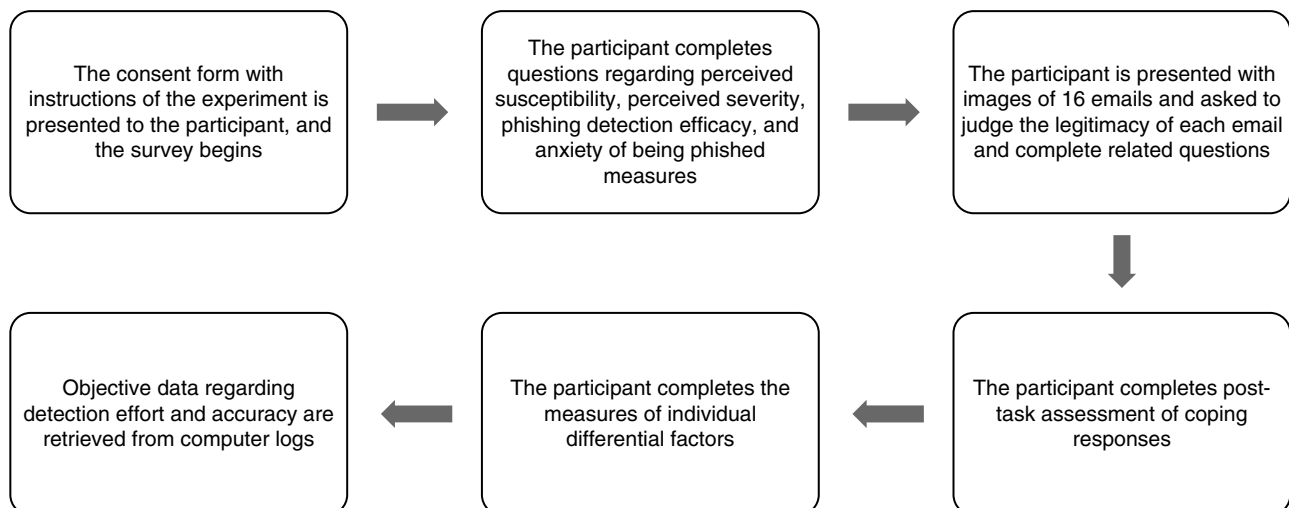 The consent form with
instructions of the experiment is
presented to the participant, and
the survey begins
The participant completes
questions regarding perceived
susceptibility, perceived severity,
phishing detection efficacy, and
anxiety of being phished
measures
The participant is presented with
images of 16 emails and asked to
judge the legitimacy of each email
and complete related questions
The participant completes post-
task assessment of coping
responses
The participant completes the
measures of individual
differential factors
Objective data regarding
detection effort and accuracy are
retrieved from computer logs